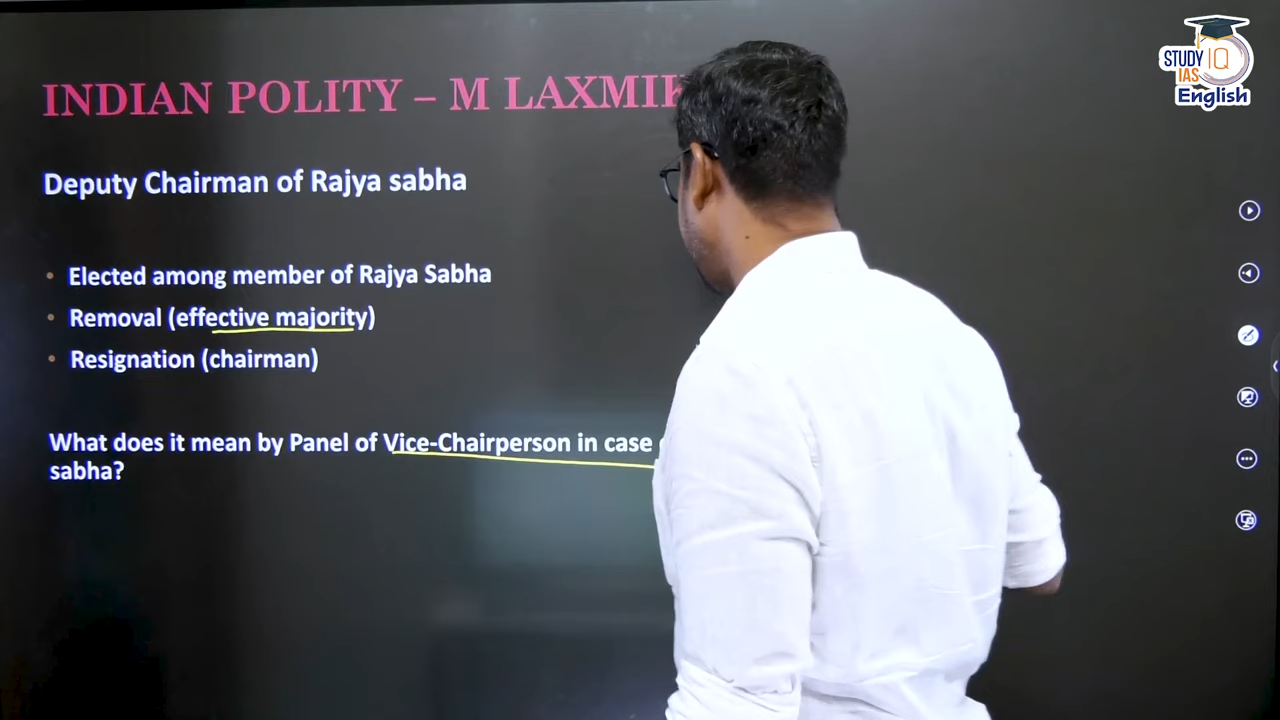 INDIAN POLITY – M LAXMIK
Deputy Chairman of Rajya sabha
• Elected among member of Rajya Sabha
• Removal (effective majority)
• Resignation (chairman)
What does it mean by Panel of Vice-Chairperson in case
sabha?
STUDY IQ
IAS
English